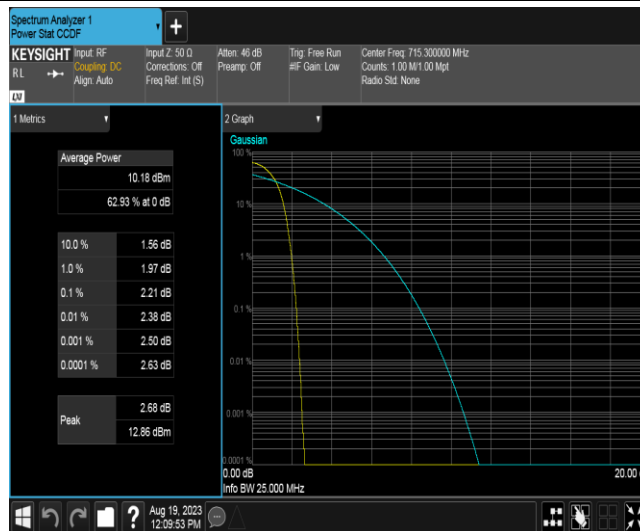 Spectrum Analyzer 1
Power Stat CCDF
+
KEYSIGHT
RL
LXI
Input: RF
Coupling: DC
Align: Auto
Input Z: 50 Ω
Corrections: Off
Freq Ref: Int (S)
Atten: 46 dB
Preamp: Off
Trig: Free Run
#IF Gain: Low
Center Freq: 715.300000 MHz
Counts: 1.00 M/1.00 Mpt
Radio Std: None
1 Metrics
Average Power
10.18 dBm
62.93 % at 0 dB
10.0 % 1.56 dB
1.0 % 1.97 dB
0.1 % 2.21 dB
0.01 % 2.38 dB
0.001 % 2.50 dB
0.0001 % 2.63 dB
Peak
2.68 dB
12.86 dBm
2 Graph
Gaussian
100 %
10 %
1 %
0.1 %
0.01 %
0.001 %
0.0001 %
0.00 dB
20.00
Info BW 25.000 MHz
?
Aug 19, 2023
12:09:53 PM